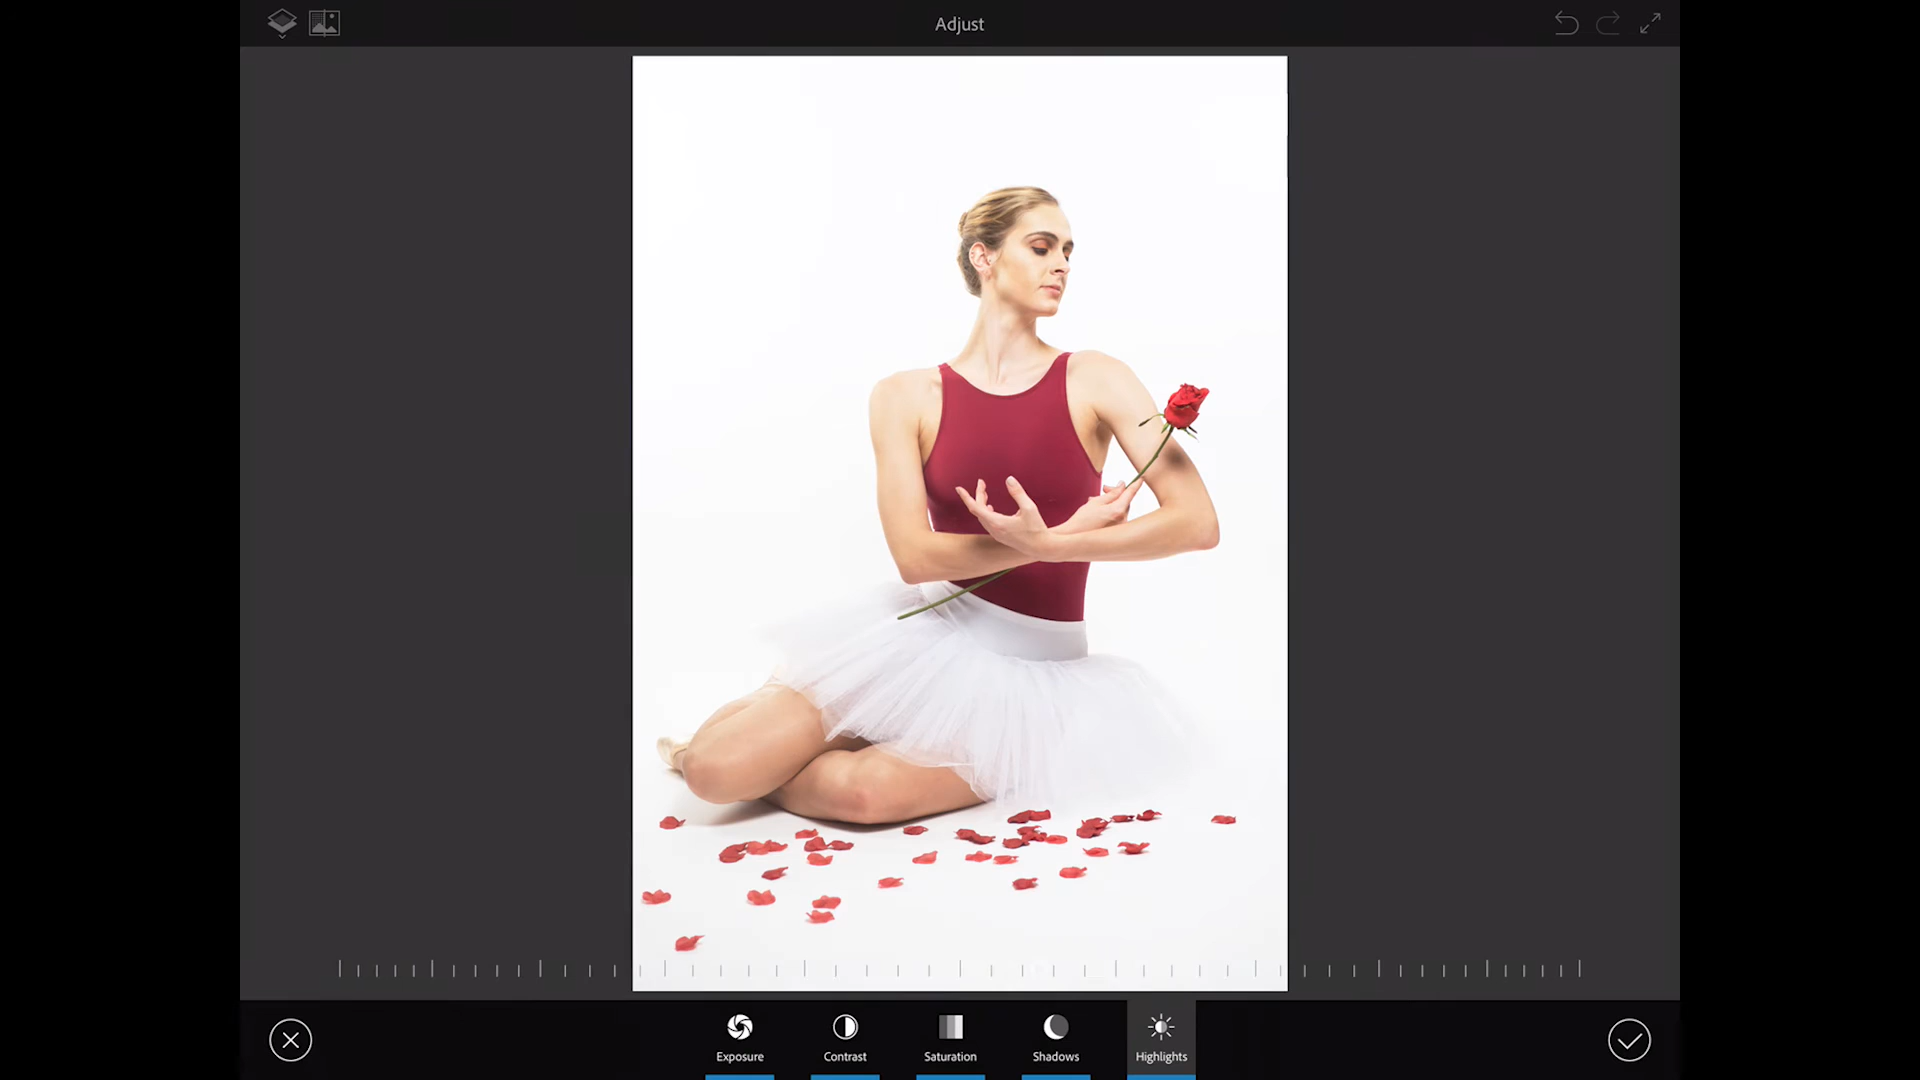 Adjust
Exposure
Contrast
Saturation
Shadows
Highlights